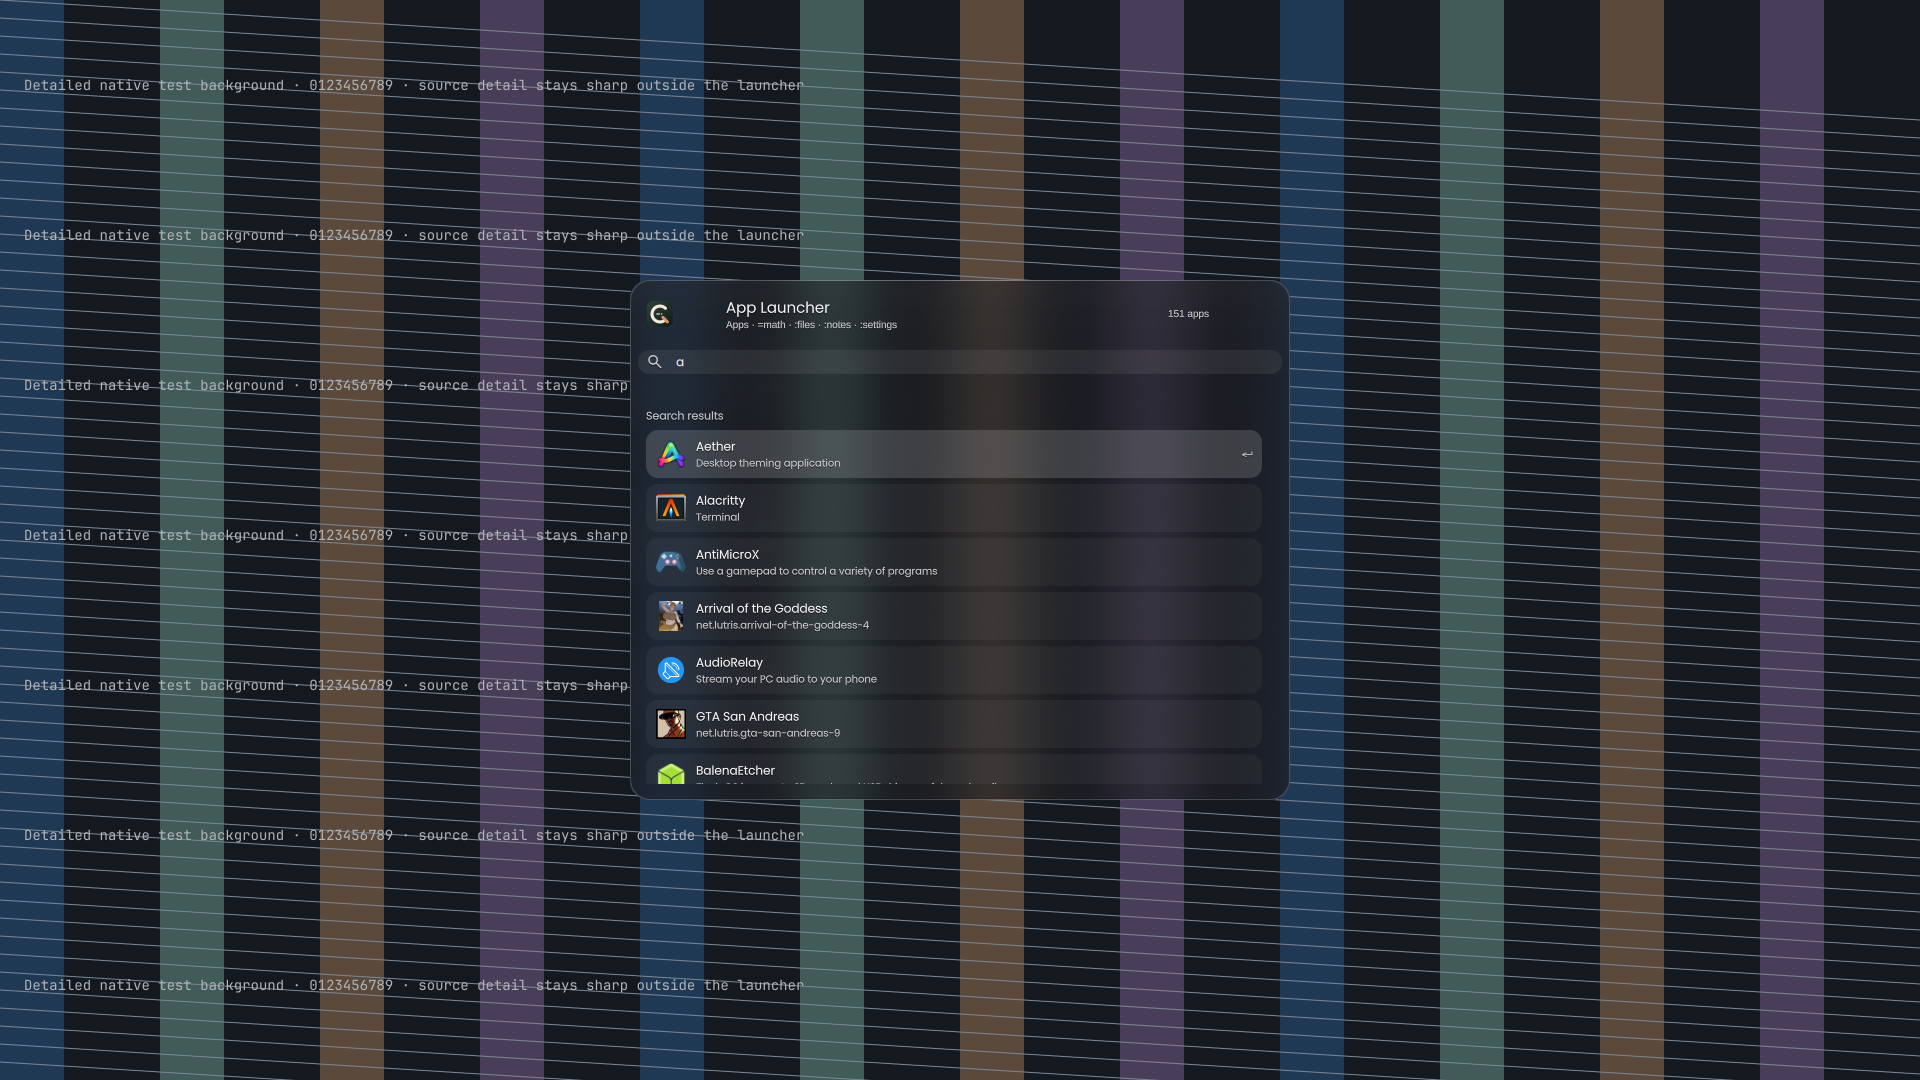 Detailed native test background · 0123456789 · source detail stays sharp outside the launcher
Detailed native test background · 0123456789 · source detail stays sharp outside the launcher
App Launcher
Apps · =math · :files · :notes · :settings
151 apps
a
Detailed native test background · 0123456789 · source detail stays sharp
Search results
Aether
Desktop theming application
Alacritty
Terminal
Detailed native test background · 0123456789 · source detail stays sharp
AntiMicroX
Use a gamepad to control a variety of programs
Arrival of the Goddess
net.lutris.arrival-of-the-goddess-4
AudioRelay
Stream your PC audio to your phone
Detailed native test background · 0123456789 · source detail stays sharp
GTA San Andreas
net.lutris.gta-san-andreas-9
BalenaEtcher
Detailed native test background · 0123456789 · source detail stays sharp outside the launcher
Detailed native test background · 0123456789 · source detail stays sharp outside the launcher